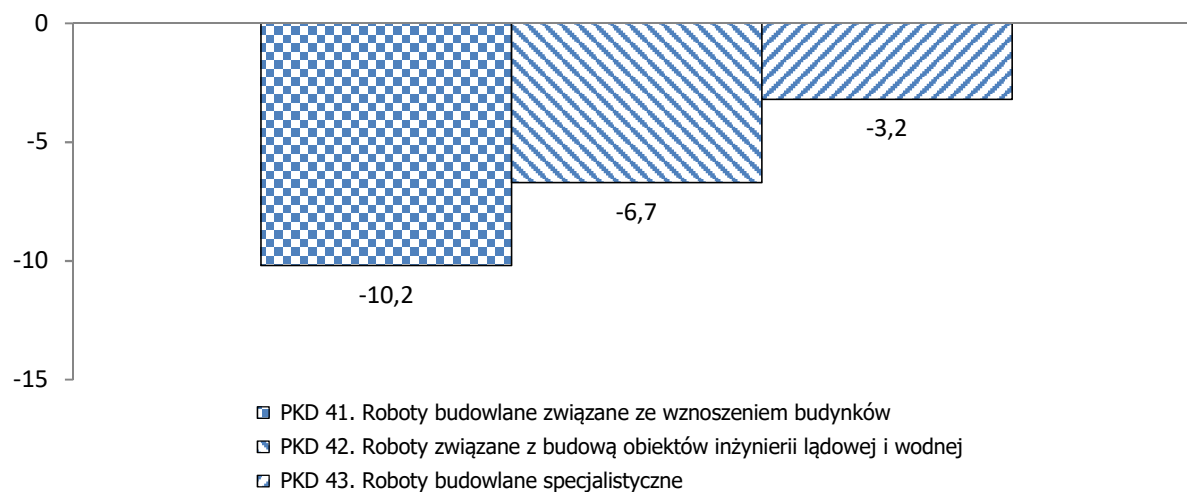 0
-5
-10
-15
-10,2
-6,7
-3,2
PKD 41. Roboty budowlane związane ze wznoszeniem budynków
PKD 42. Roboty związane z budową obiektów inżynierii lądowej i wodnej
PKD 43. Roboty budowlane specjalistyczne